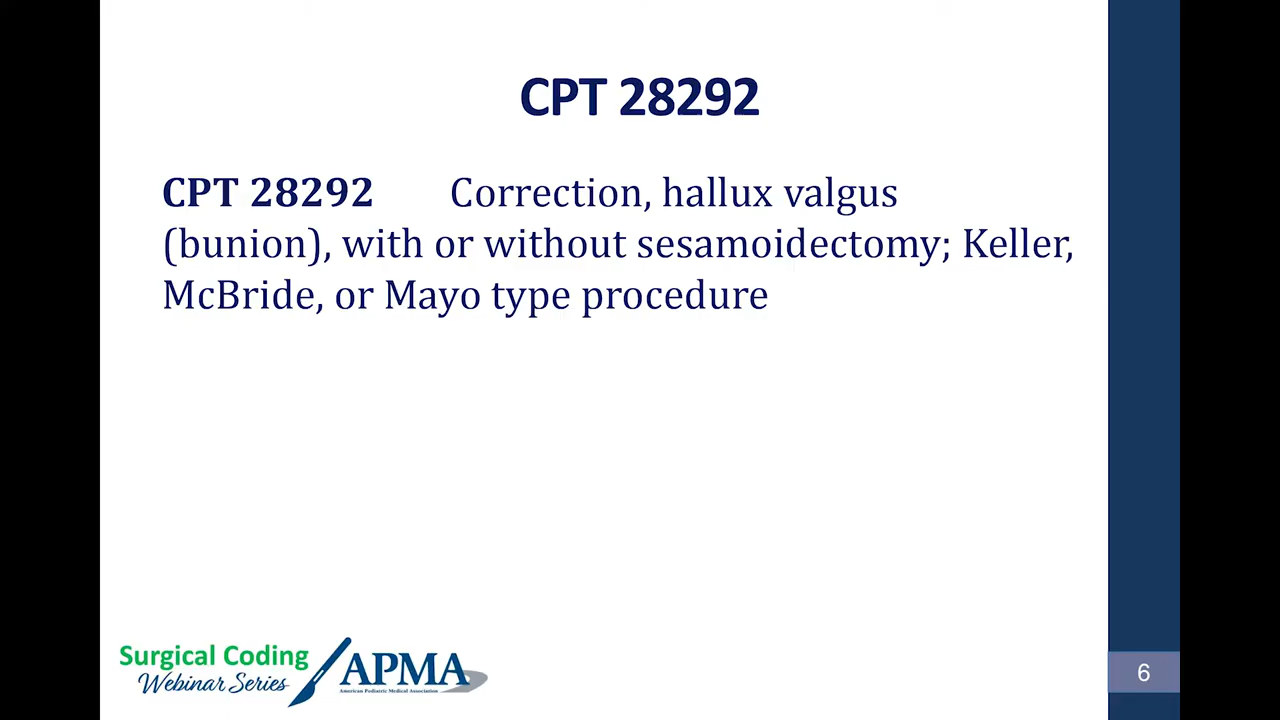 CPT 28292
CPT 28292 Correction, hallux valgus
(bunion), with or without sesamoidectomy; Keller,
McBride, or Mayo type procedure
Surgical Coding
Webinar Series
APMA
American Podiatric Medical Association
6